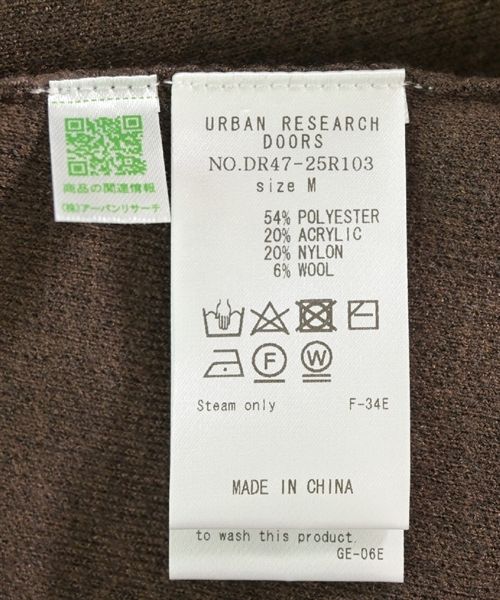 商品の関連情報
(株)アーバンリサーチ
URBAN RESEARCH
DOORS
NO.DR47-25R103
size M
54% POLYESTER
20% ACRYLIC
20% NYLON
6% WOOL
F
W
Steam only F-34E
MADE IN CHINA
to wash this product.
GE-06E